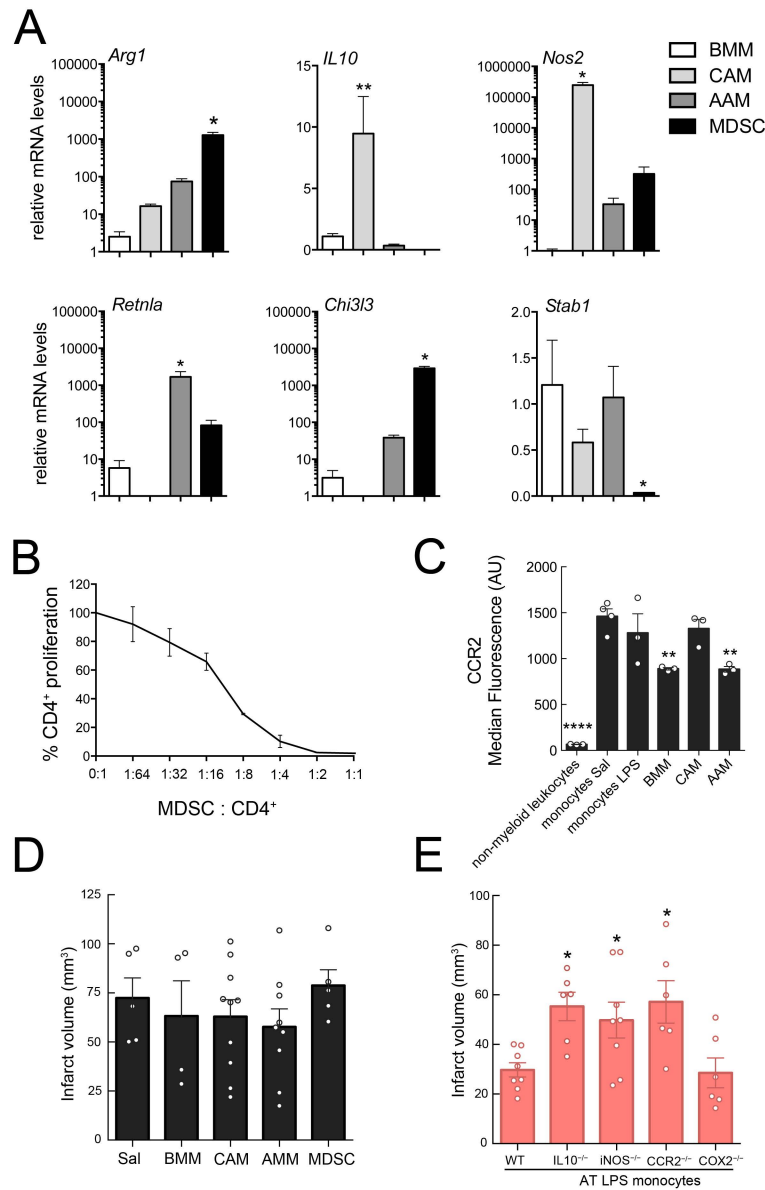 A
Arg1
IL10
Nos2
BMM
CAM
AAM
MDSC
relative mRNA levels
100000
10000
1000
100
10
1
*
15
10
5
0
**
1000000
100000
10000
1000
100
10
1
*
Retnla
Chi3l3
Stab1
relative mRNA levels
100000
10000
1000
100
10
1
*
100000
10000
1000
100
10
1
*
2.0
1.5
1.0
0.5
0.0
*
B
% CD4⁺ proliferation
120
100
80
60
40
20
0
0:1 1:64 1:32 1:16 1:8 1:4 1:2 1:1
MDSC : CD4⁺
C
CCR2
Median Fluorescence (AU)
2000
1500
1000
500
0
**** ** **
non-myeloid leukocytes
monocytes Sal
monocytes LPS
BMM
CAM
AAM
D
Infarct volume (mm³)
125
100
75
50
25
0
Sal BMM CAM AMM MDSC
E
Infarct volume (mm³)
100
80
60
40
20
0
* * *
WT IL10⁻/⁻ iNOS⁻/⁻ CCR2⁻/⁻ COX2⁻/⁻
AT LPS monocytes